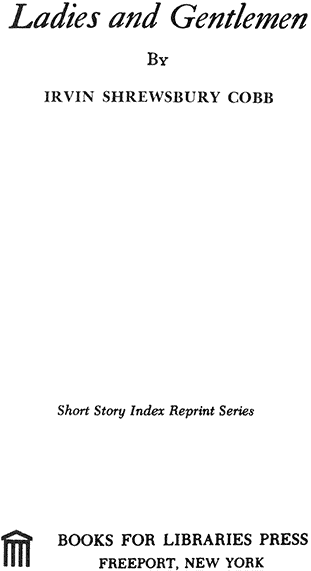 Ladies and Gentlemen
By
IRVIN SHREWSBURY COBB
Short Story Index Reprint Series
BOOKS FOR LIBRARIES PRESS
FREEPORT, NEW YORK